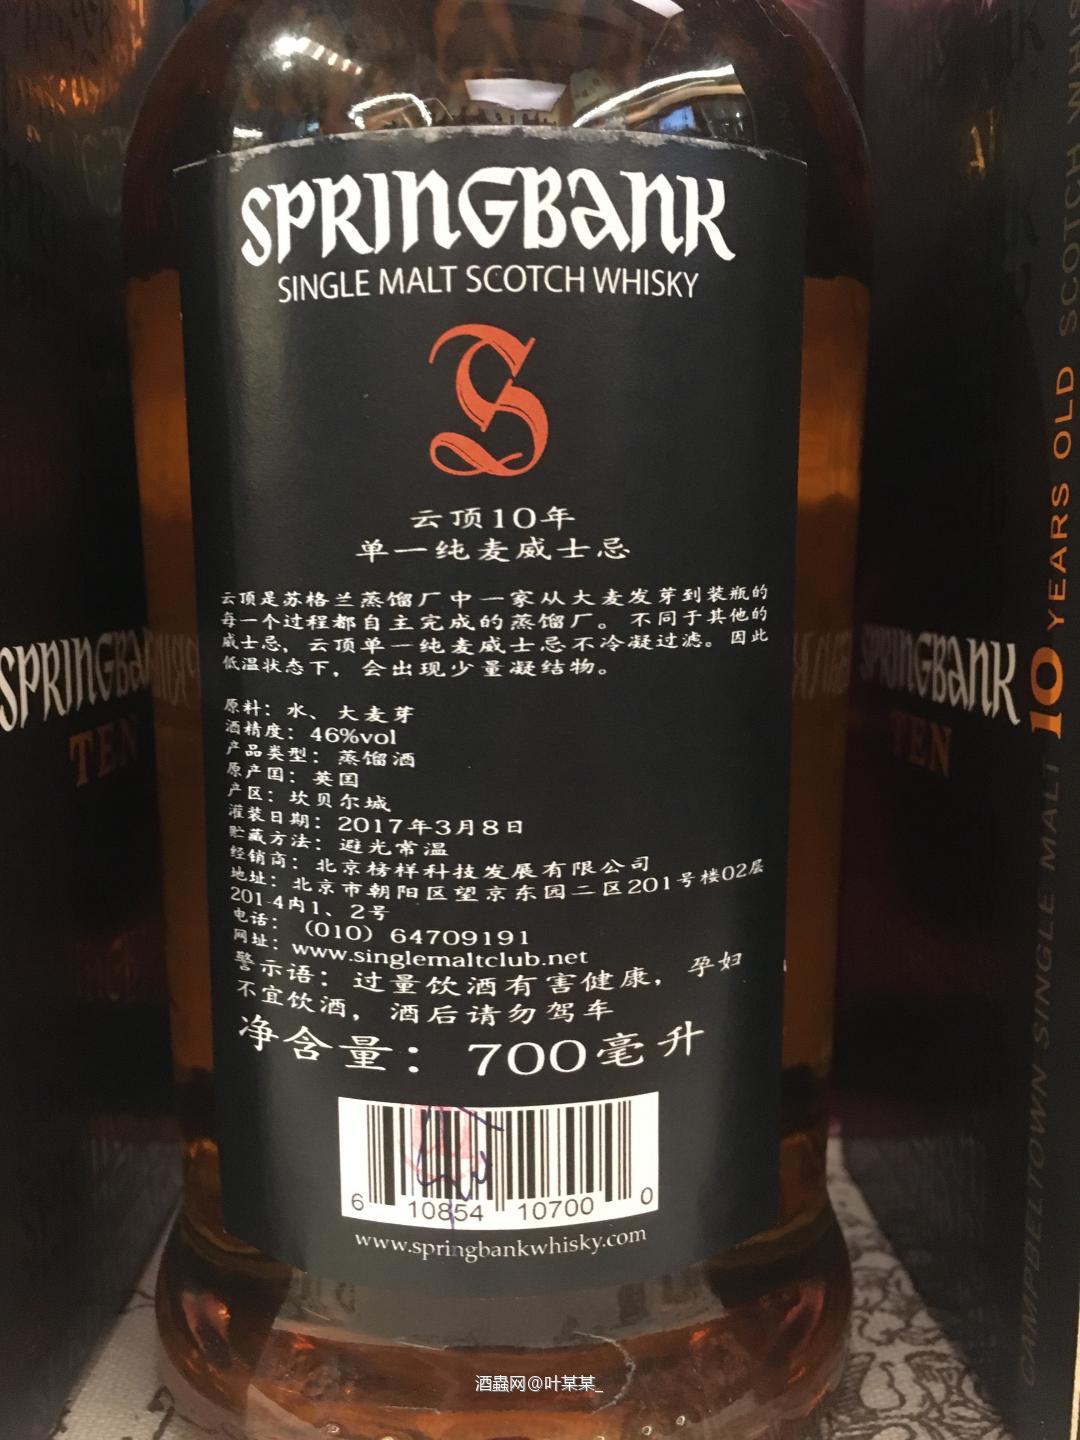 SPRINGBANK
SINGLE MALT SCOTCH WHISKY
S
云顶10年
单一纯麦威士忌
云顶是苏格兰蒸馏厂中一家从大麦发芽到装瓶的
每一个过程都自主完成的蒸馏厂。不同于其他的
威士忌，云顶单一纯麦威士忌不冷凝过滤。因此
低温状态下，会出现少量凝结物。
原料：水、大麦芽
酒精度：46%vol
产品类型：蒸馏酒
原产国：英国
产区：坎贝尔城
灌装日期：2017年3月8日
贮藏方法：避光常温
经销商：北京榜样科技发展有限公司
地址：北京市朝阳区望京东园二区201号楼02层
201-4内1、2号
电话：（010）64709191
网址：www.singlemaltclub.net
警示语：过量饮酒有害健康，孕妇
不宜饮酒，酒后请勿驾车
净含量：700毫升
6 10854 10700 0
www.springbankwhisky.com
SPRINGBANK
TEN
SPRINGBANK
TEN
CAMPBELTOWN SINGLE MALT 10 YEARS OLD SCOTCH WHIS
酒蟲网@叶某某_